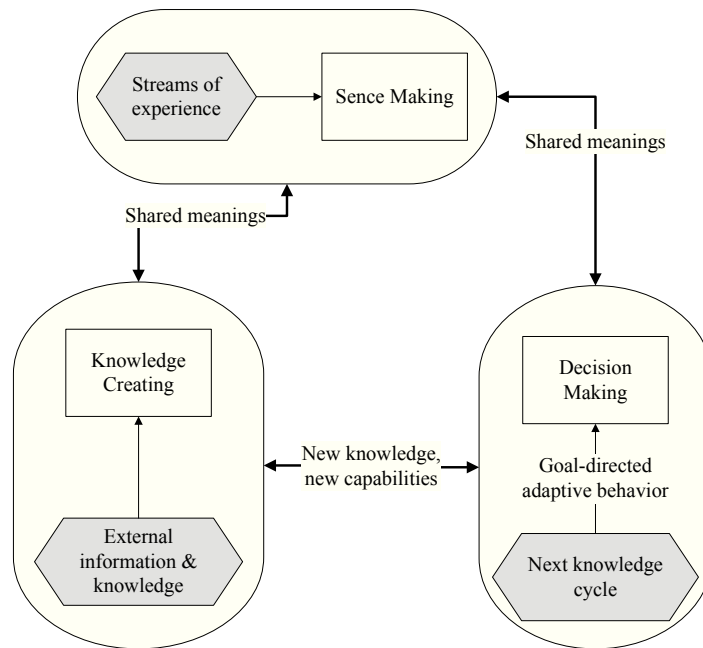 Streams of
experience
Sence Making
Shared meanings
Shared meanings
Knowledge
Creating
Decision
Making
New knowledge,
new capabilities
Goal-directed
adaptive behavior
External
information &
knowledge
Next knowledge
cycle